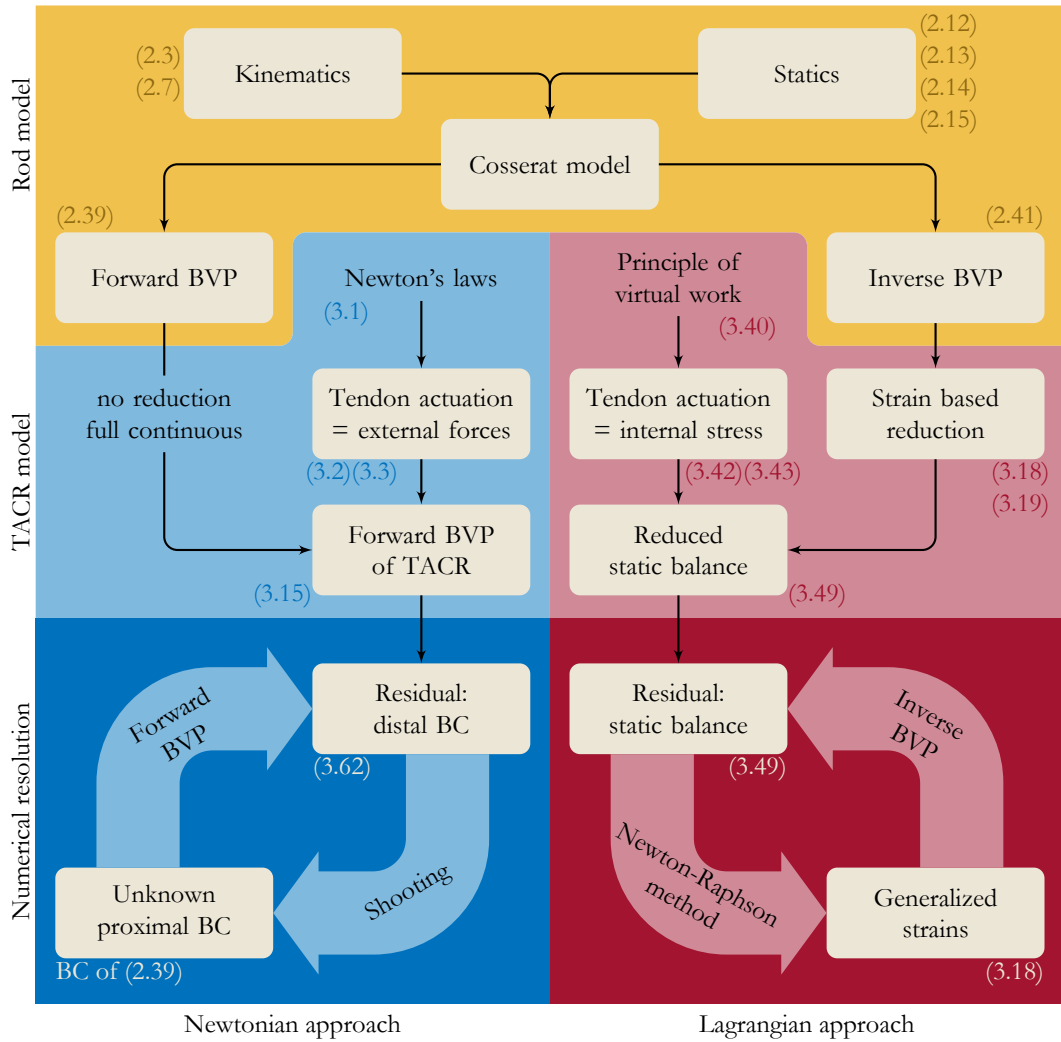 Rod model
(2.3)
(2.7)
Kinematics
Statics
(2.12)
(2.13)
(2.14)
(2.15)
Cosserat model
(2.39)
Forward BVP
(2.41)
Inverse BVP
TACR model
Newton's laws
(3.1)
Principle of
virtual work
(3.40)
no reduction
full continuous
Tendon actuation
= external forces
(3.2)(3.3)
Tendon actuation
= internal stress
(3.42)(3.43)
Strain based
reduction
(3.18)
(3.19)
Forward BVP
of TACR
(3.15)
Reduced
static balance
(3.49)
Numerical resolution
Forward
BVP
Residual:
distal BC
(3.62)
Residual:
static balance
(3.49)
Inverse
BVP
Unknown
proximal BC
BC of (2.39)
Shooting
Newton-Raphson
method
Generalized
strains
(3.18)
Newtonian approach
Lagrangian approach